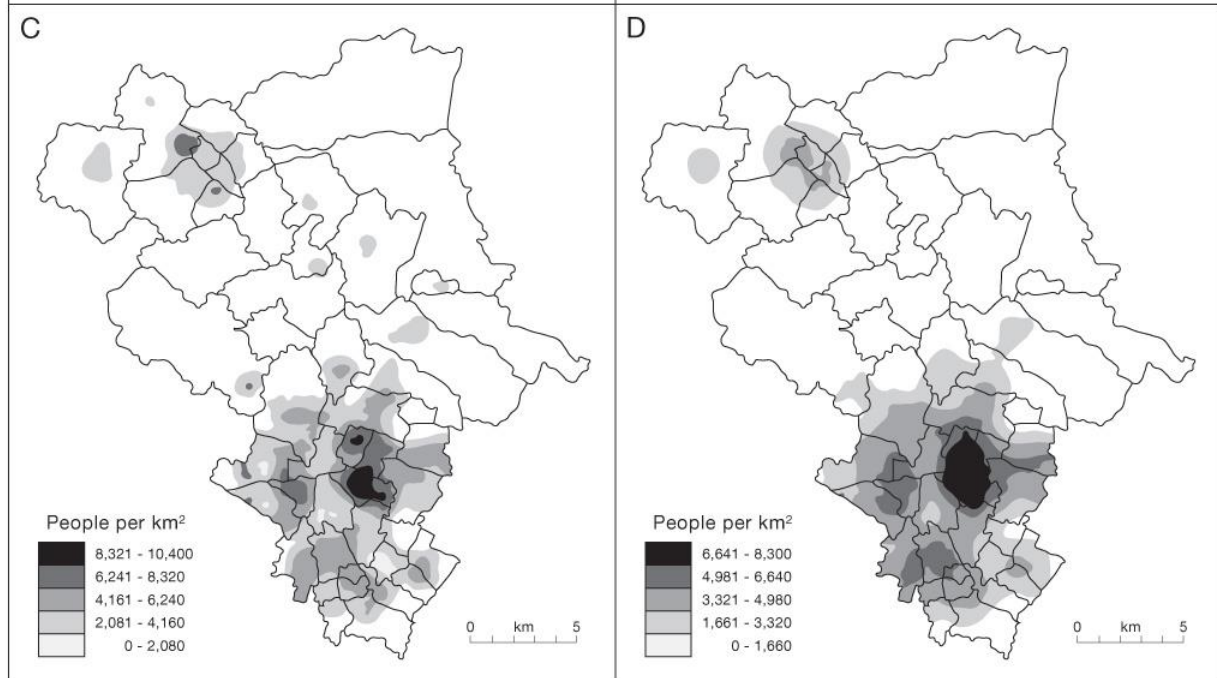 C
People per km²
8,321 - 10,400
6,241 - 8,320
4,161 - 6,240
2,081 - 4,160
0 - 2,080
0 km 5
D
People per km²
6,641 - 8,300
4,981 - 6,640
3,321 - 4,980
1,661 - 3,320
0 - 1,660
0 km 5